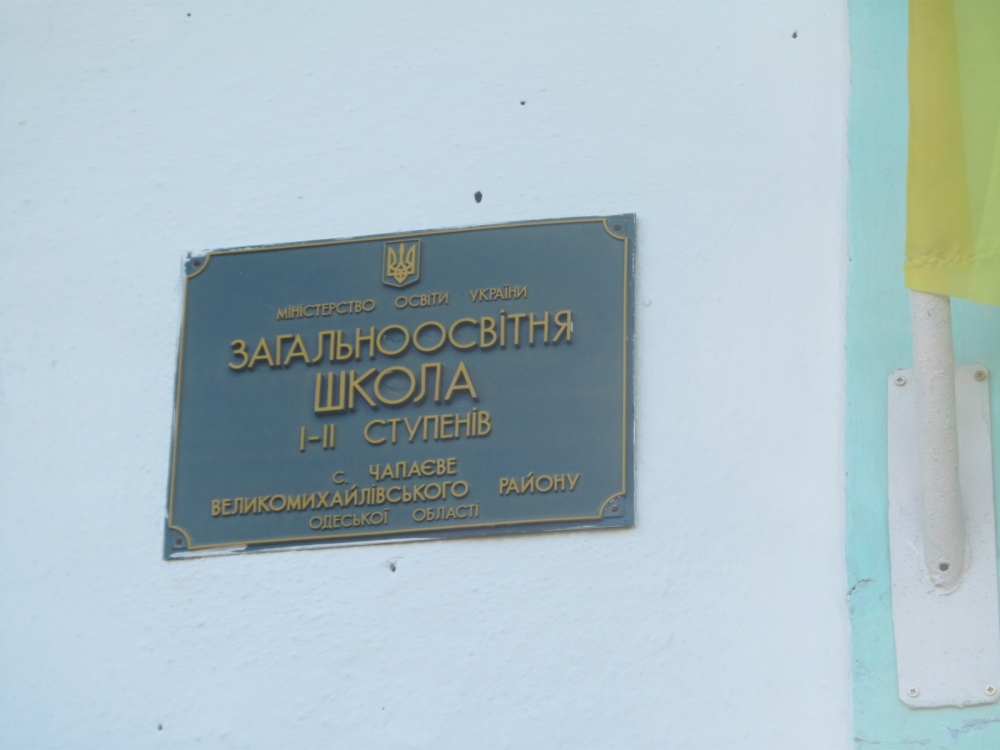 МІНІСТЕРСТВО ОСВІТИ УКРАЇНИ
ЗАГАЛЬНООСВІТНЯ
ШКОЛА
І-ІІ СТУПЕНІВ
с. ЧАПАЄВЕ
ВЕЛИКОМИХАЙЛІВСЬКОГО РАЙОНУ
ОДЕСЬКОЇ ОБЛАСТІ